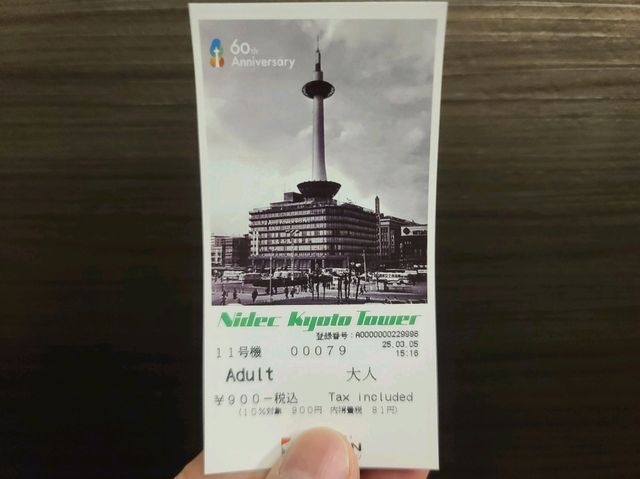 60th
Anniversary
Nidec Kyoto Tower
登録番号:A0000000229998
11号機 00079 25.03.05
15:16
Adult 大人
¥900-税込 Tax included
(10%対象 900円 内消費税 81円)